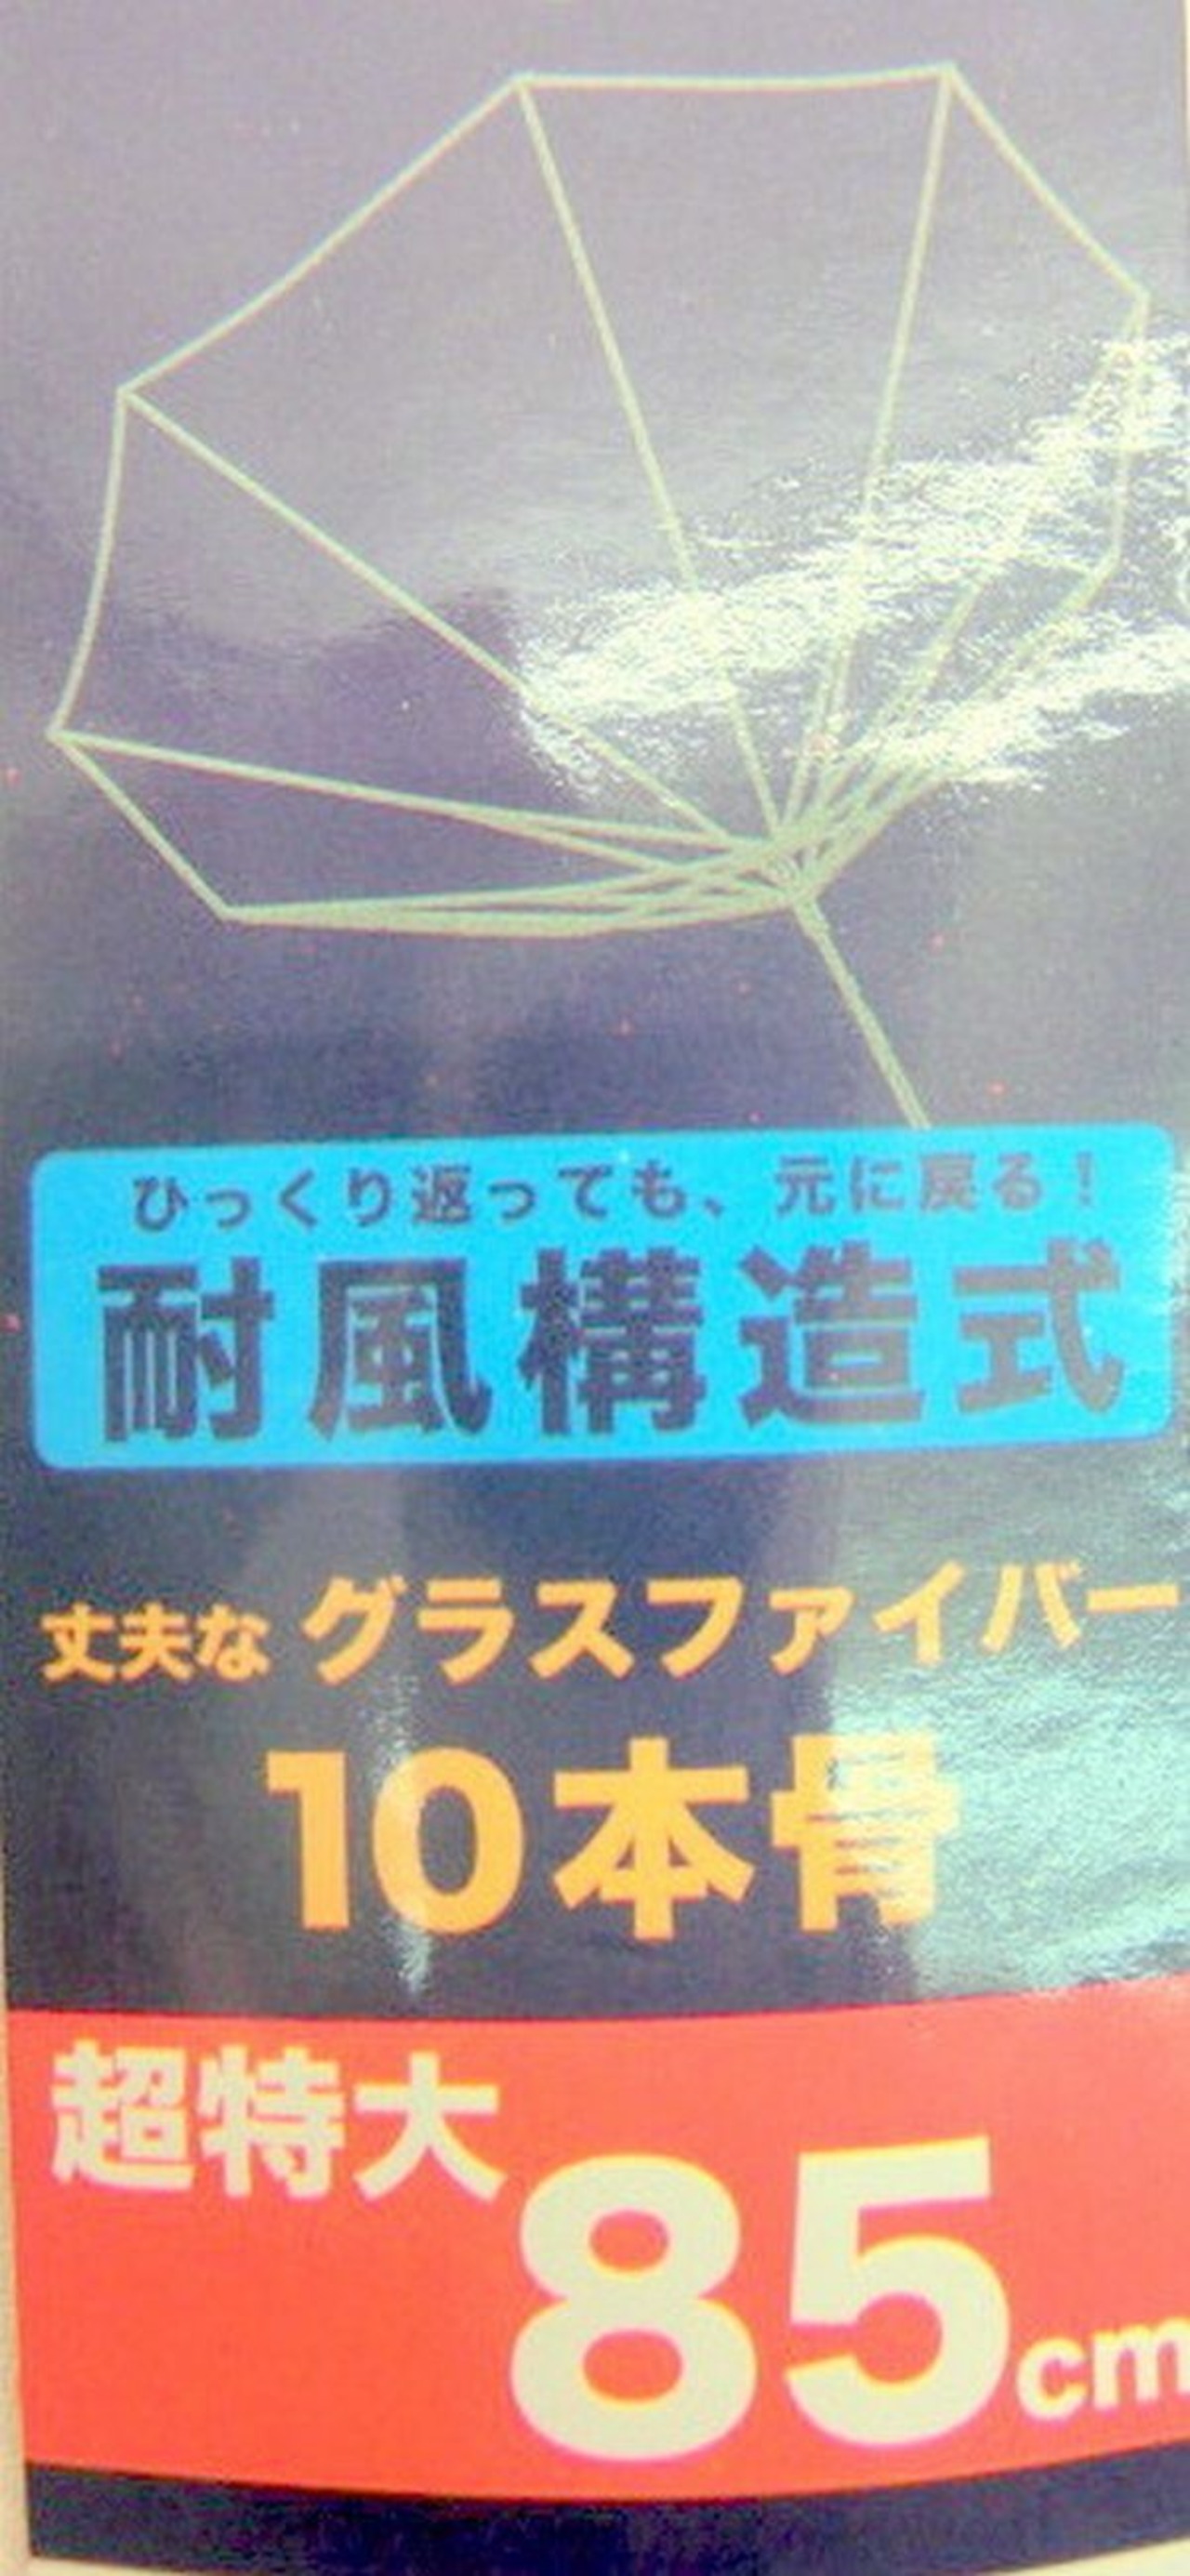 ひっくり返っても、元に戻る!
耐風構造式
丈夫なグラスファイバー
10本骨
超特大
85cm